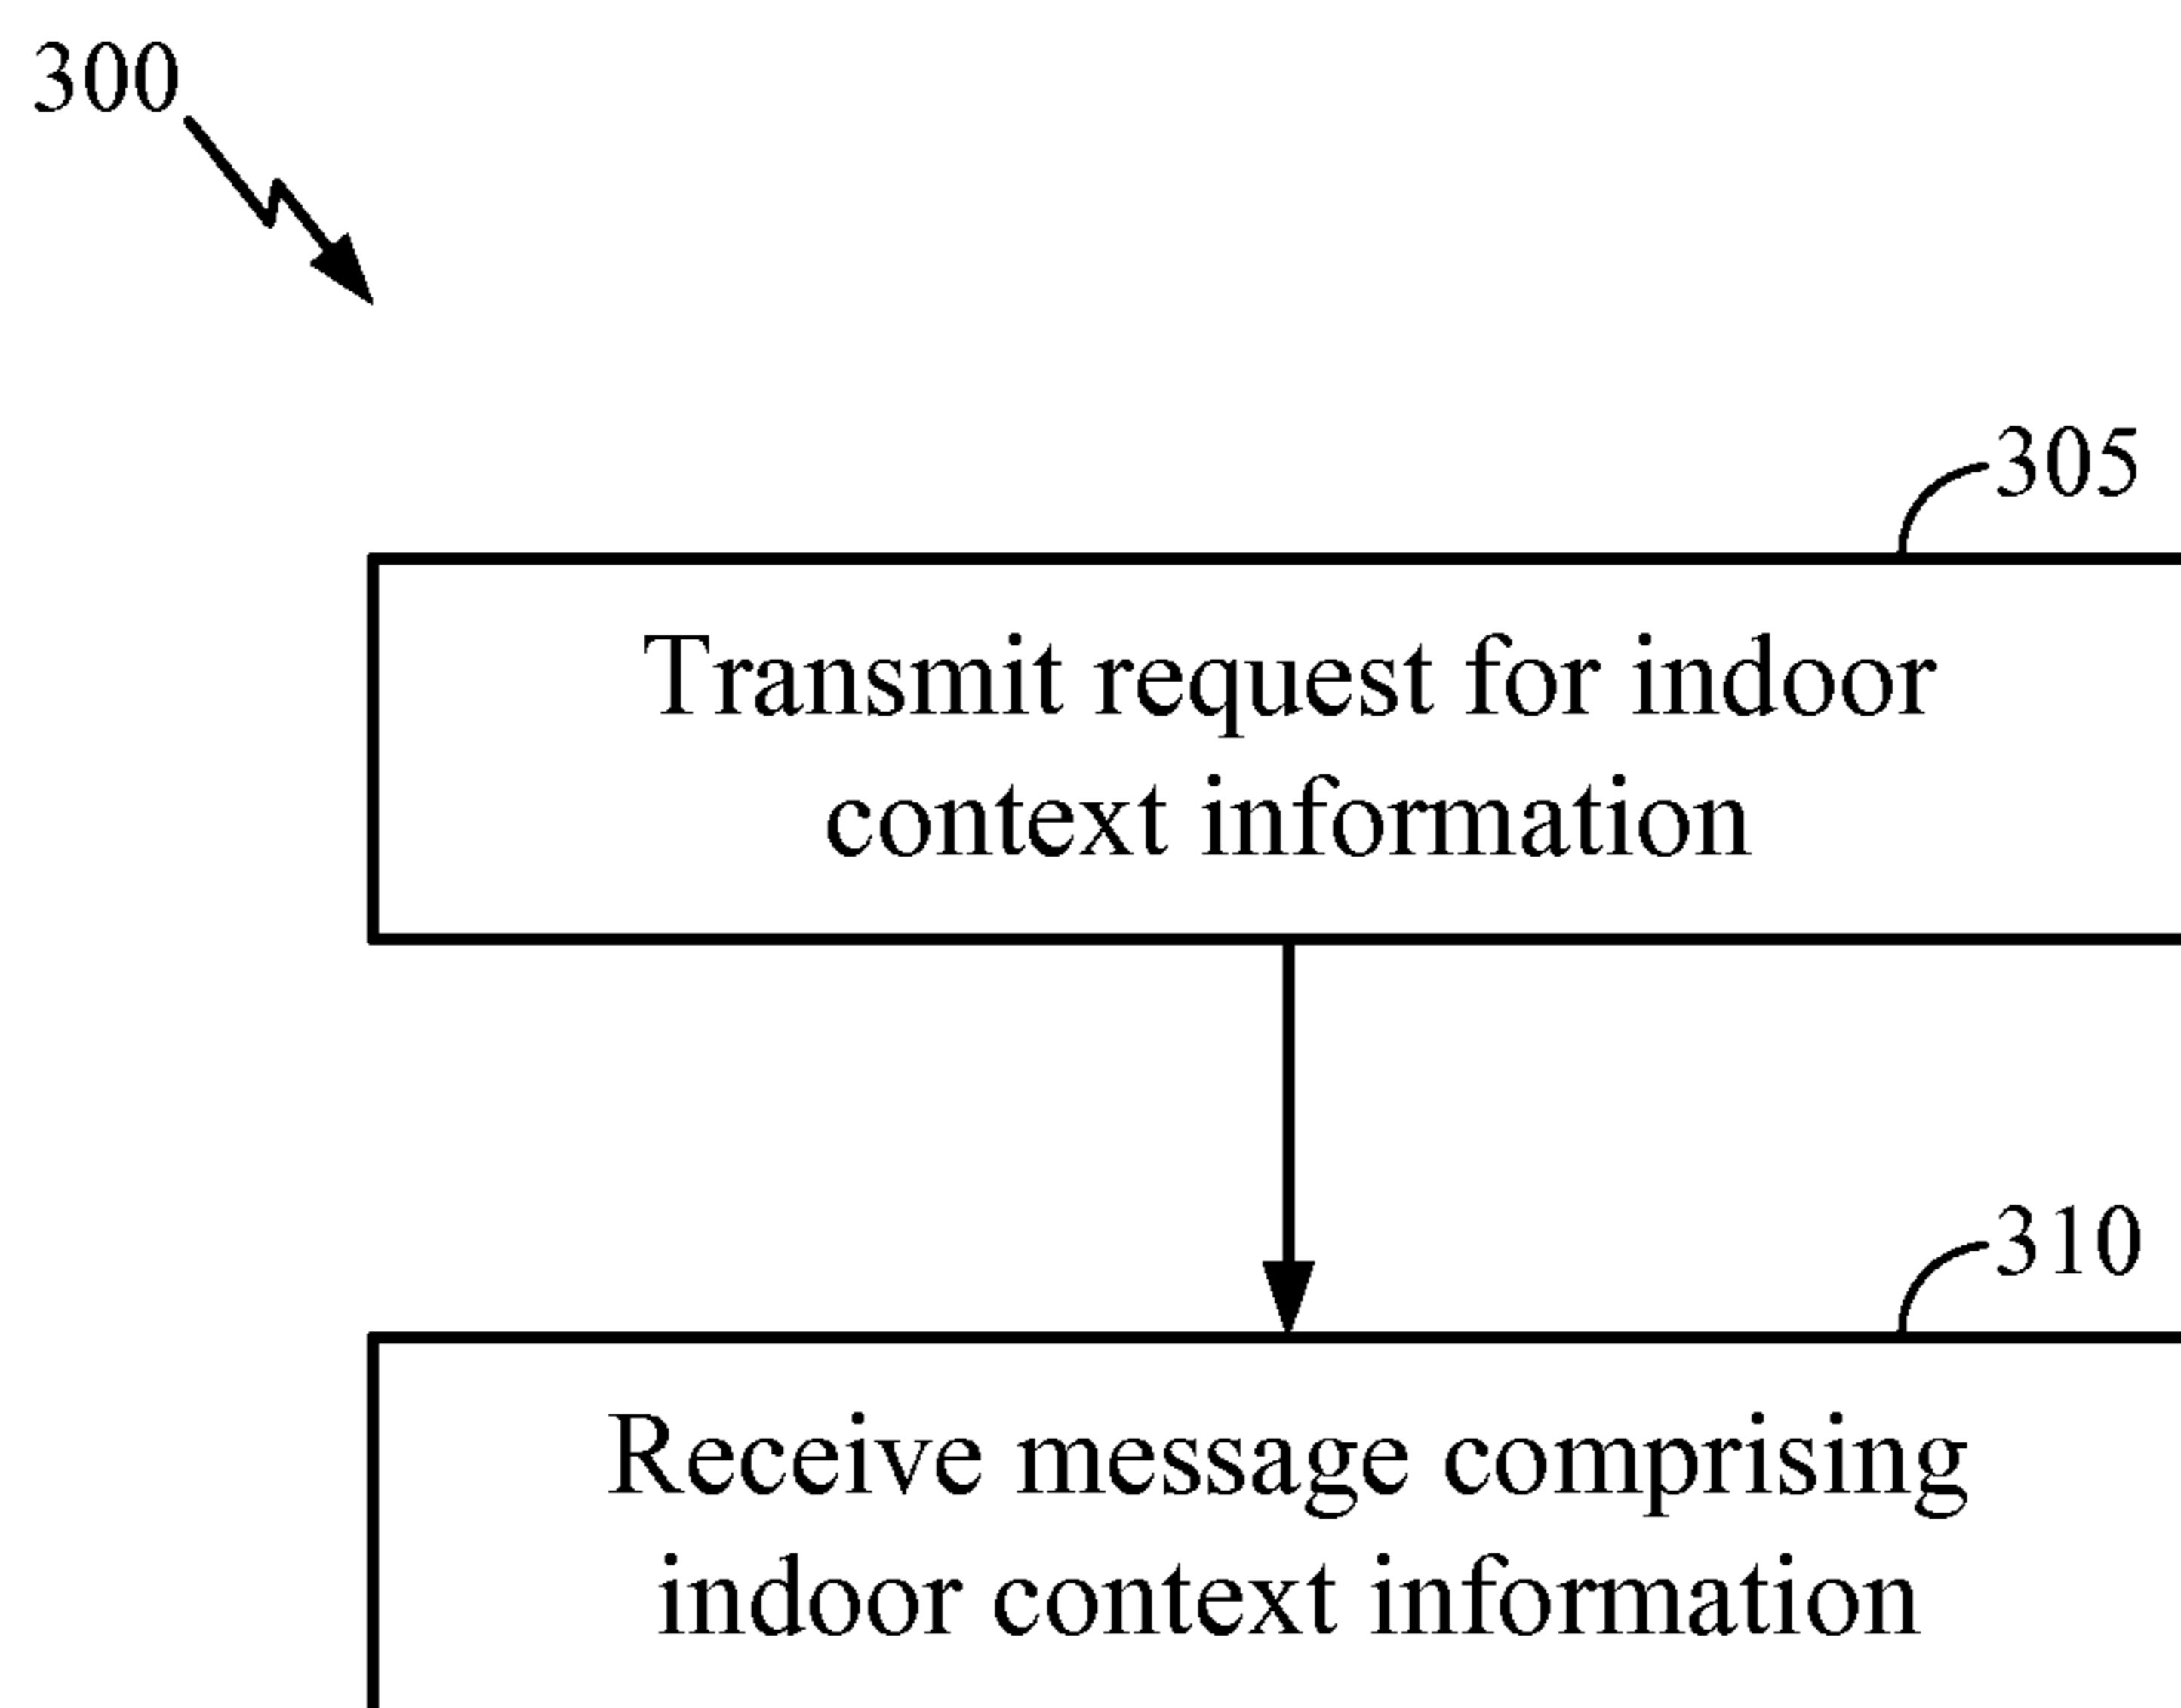 300
305
Transmit request for indoor
context information
310
Receive message comprising
indoor context information